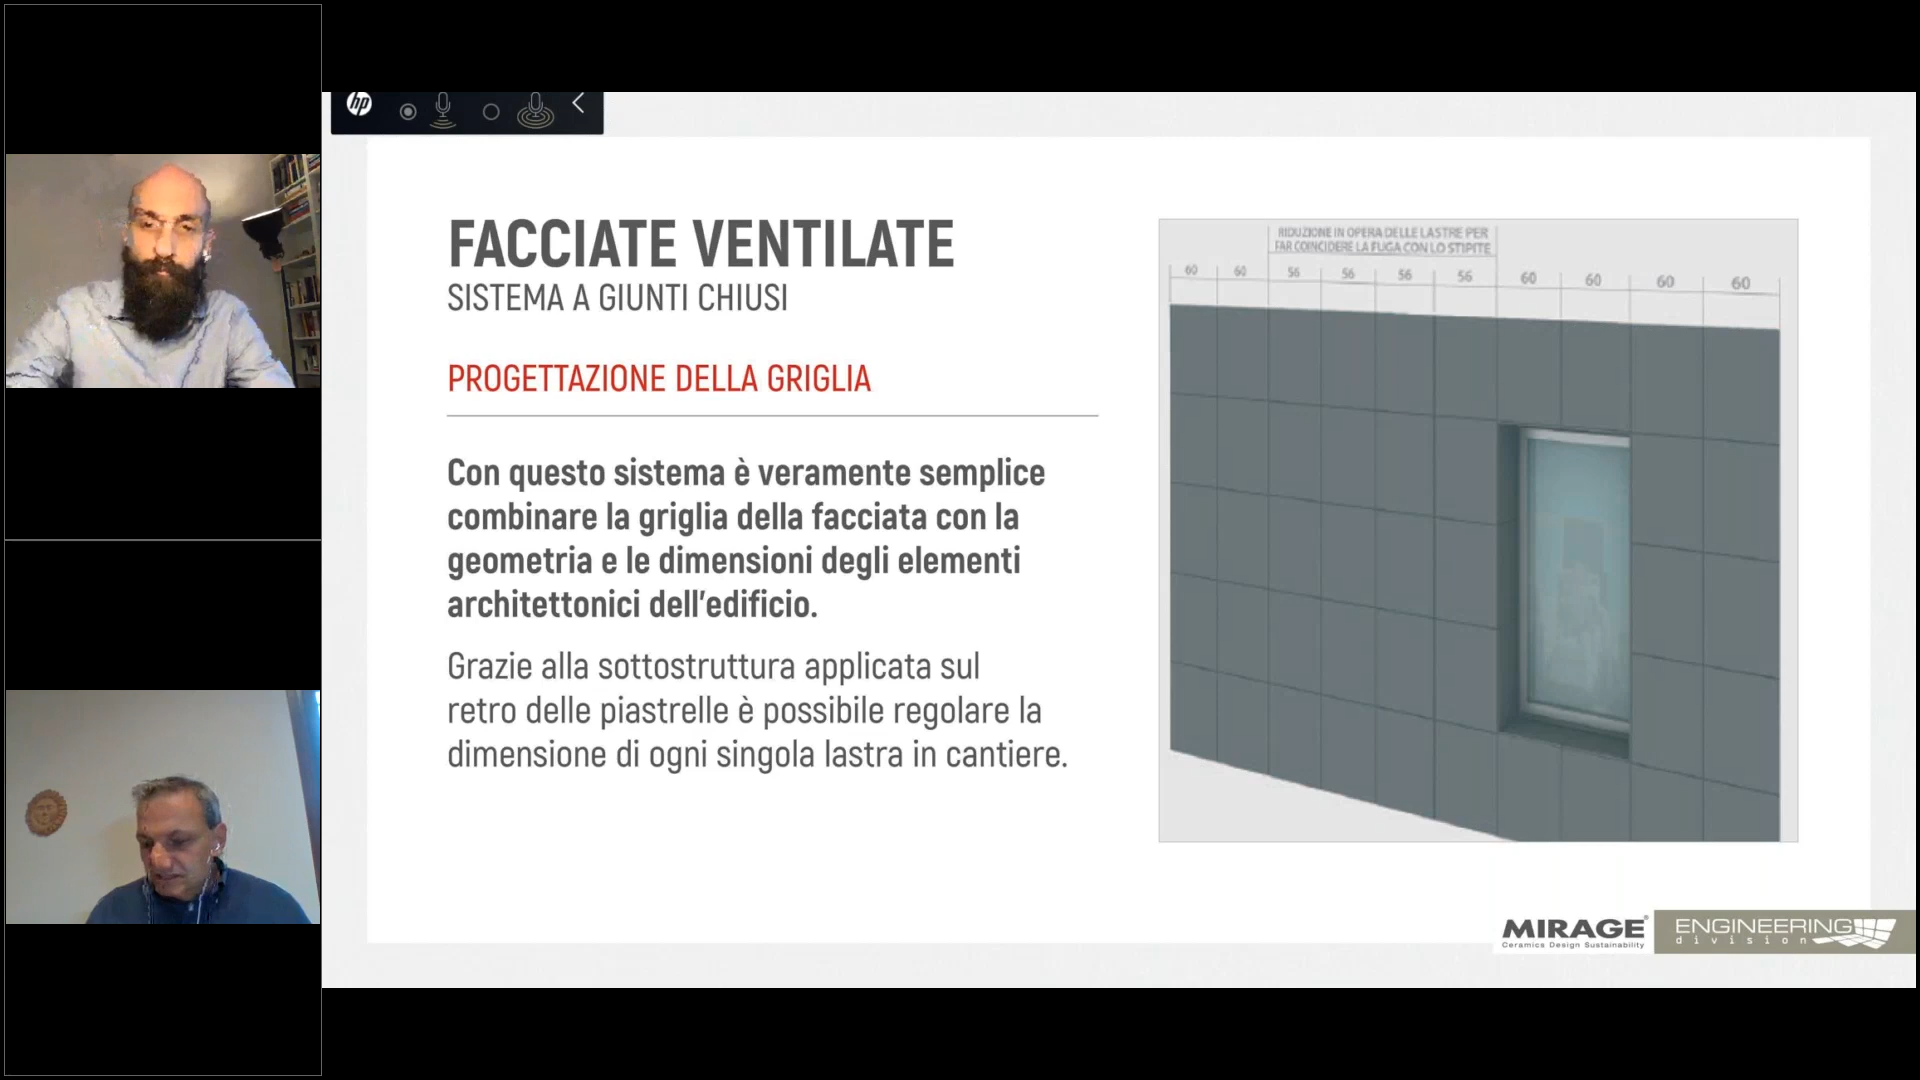 hp
FACCIATE VENTILATE
SISTEMA A GIUNTI CHIUSI
PROGETTAZIONE DELLA GRIGLIA
Con questo sistema è veramente semplice
combinare la griglia della facciata con la
geometria e le dimensioni degli elementi
architettonici dell'edificio.
Grazie alla sottostruttura applicata sul
retro delle piastrelle è possibile regolare la
dimensione di ogni singola lastra in cantiere.
RIDUZIONE IN OPERA DELLE LASTRE PER
FAR COINCIDERE LA FUGA CON LO STIPITE
60 60 56 56 56 56 60 60 60 60
MIRAGE®
Ceramics Design Sustainability
ENGINEERING
division